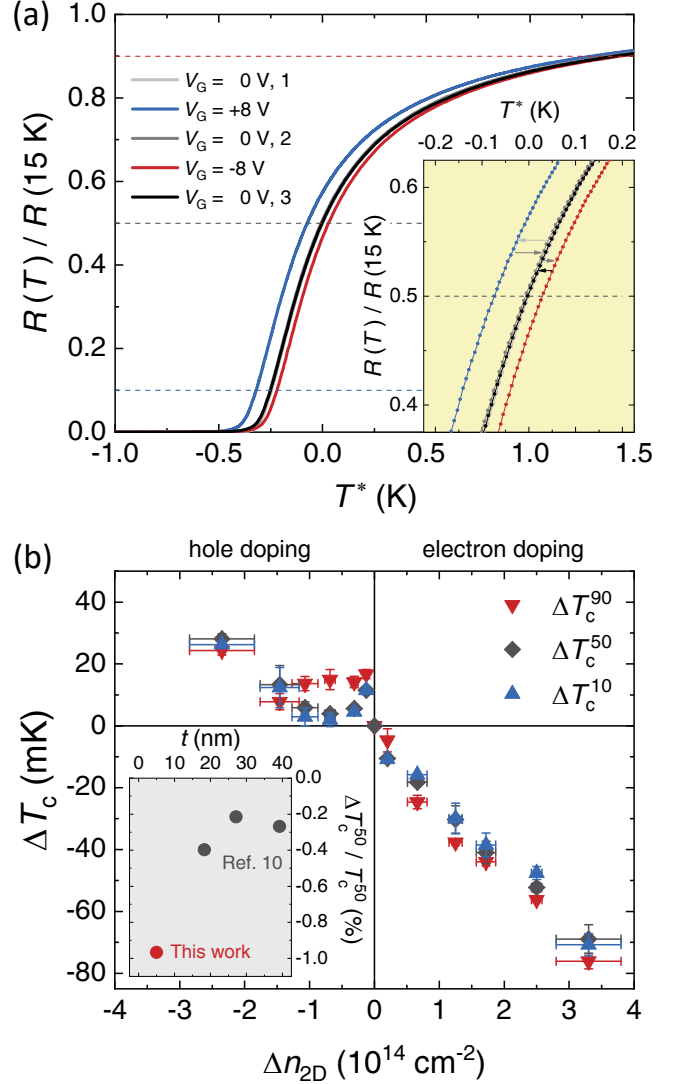 (a)
1.0
0.8
0.6
0.4
0.2
0.0
R (T) / R (15 K)
V_G = 0 V, 1
V_G = +8 V
V_G = 0 V, 2
V_G = -8 V
V_G = 0 V, 3
T* (K)
-0.2 -0.1 0.0 0.1 0.2
0.6
0.5
0.4
R (T) / R (15 K)
-1.0 -0.5 0.0 0.5 1.0 1.5
T* (K)
(b)
hole doping electron doping
40
20
0
-20
-40
-60
-80
ΔT_c (mK)
ΔT_c^90
ΔT_c^50
ΔT_c^10
t (nm)
0 10 20 30 40
0.0
-0.2
-0.4
-0.6
-0.8
-1.0
ΔT_c^50 / T_c^50 (%)
Ref. 10
This work
-4 -3 -2 -1 0 1 2 3 4
Δn_2D (10^14 cm^-2)